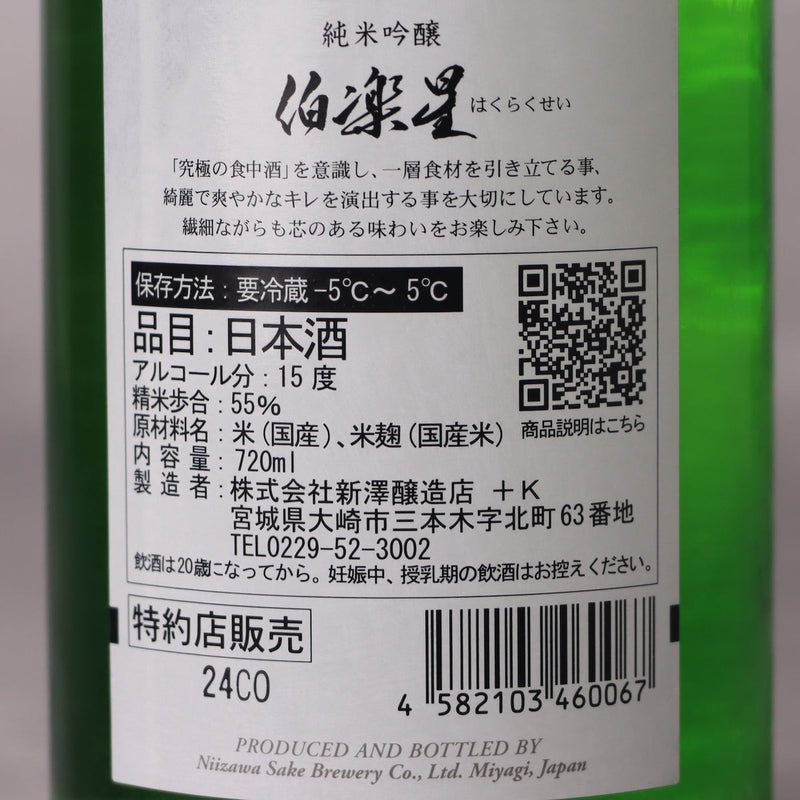 純米吟醸
伯楽星 はくらくせい
「究極の食中酒」を意識し、一層食材を引き立てる事、
綺麗で爽やかなキレを演出する事を大切にしています。
繊細ながらも芯のある味わいをお楽しみ下さい。
保存方法：要冷蔵 -5℃～ 5℃
品目：日本酒
アルコール分：15 度
精米歩合：55%
原材料名：米（国産）、米麹（国産米）
商品説明はこちら
内容量：720ml
製造者：株式会社新澤醸造店 ＋K
宮城県大崎市三本木字北町63番地
TEL0229-52-3002
飲酒は20歳になってから。妊娠中、授乳期の飲酒はお控えください。
特約店販売
24CO
4 582103 460067
PRODUCED AND BOTTLED BY
Niizawa Sake Brewery Co., Ltd. Miyagi, Japan